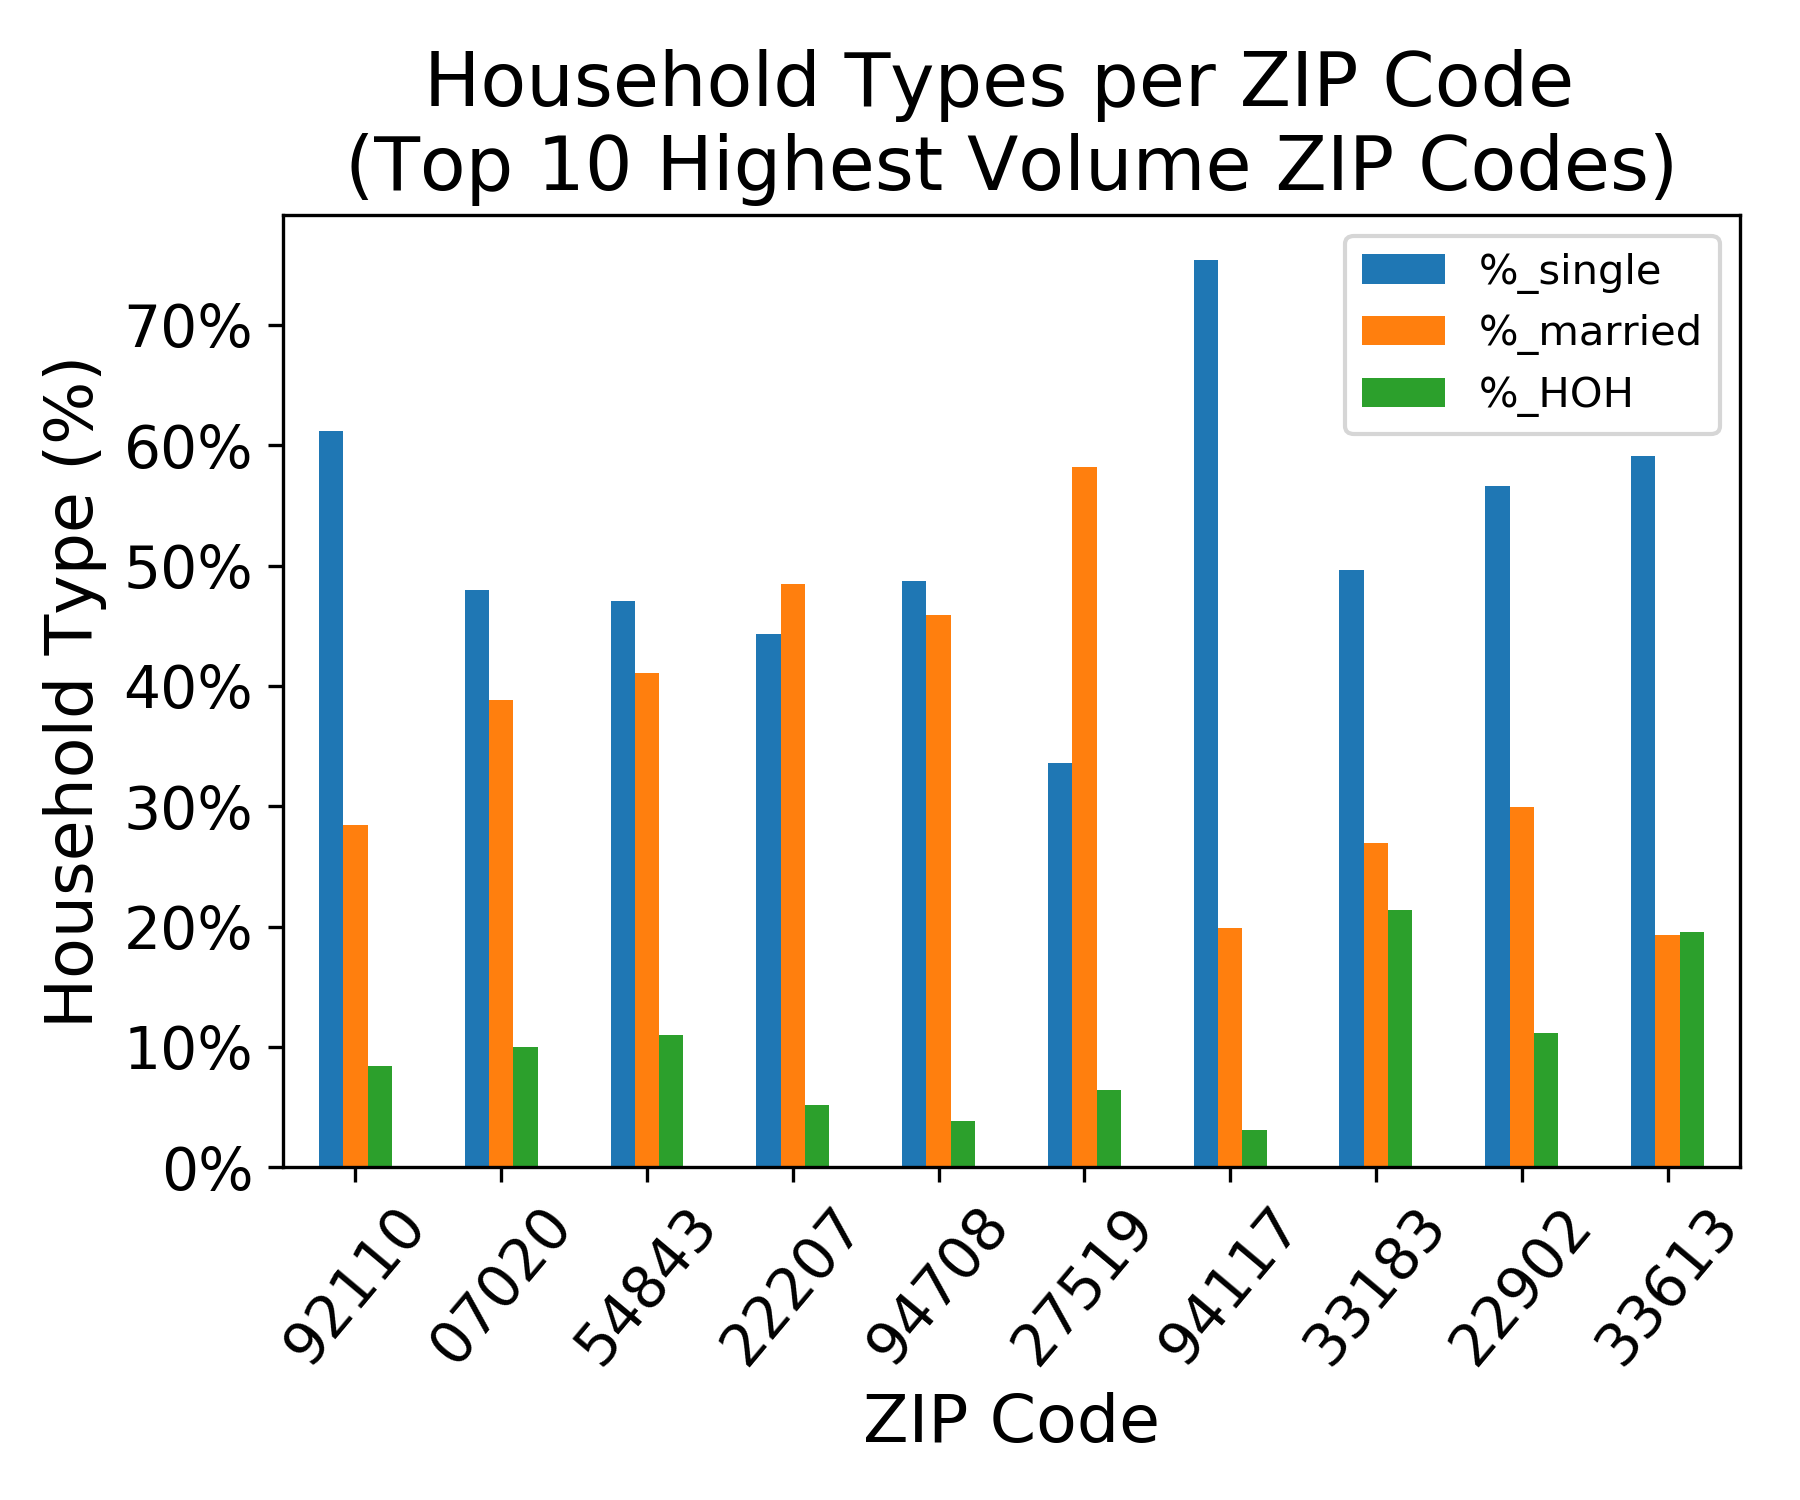 Household Types per ZIP Code
(Top 10 Highest Volume ZIP Codes)
%_single
%_married
%_HOH
Household Type (%)
70%
60%
50%
40%
30%
20%
10%
0%
92110
07020
54843
22207
94708
27519
94117
33183
22902
33613
ZIP Code